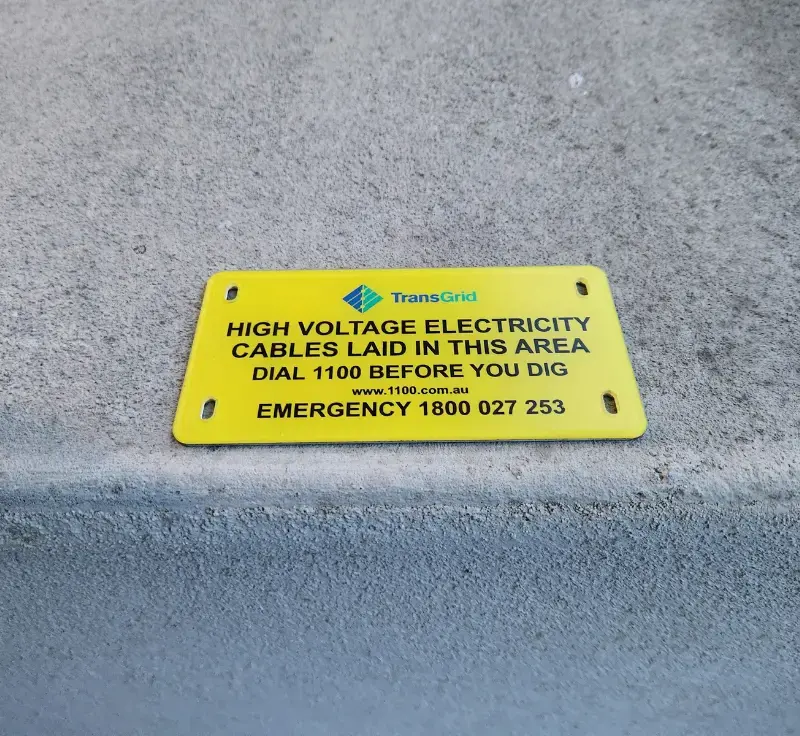 TransGrid
HIGH VOLTAGE ELECTRICITY
CABLES LAID IN THIS AREA
DIAL 1100 BEFORE YOU DIG
www.1100.com.au
EMERGENCY 1800 027 253